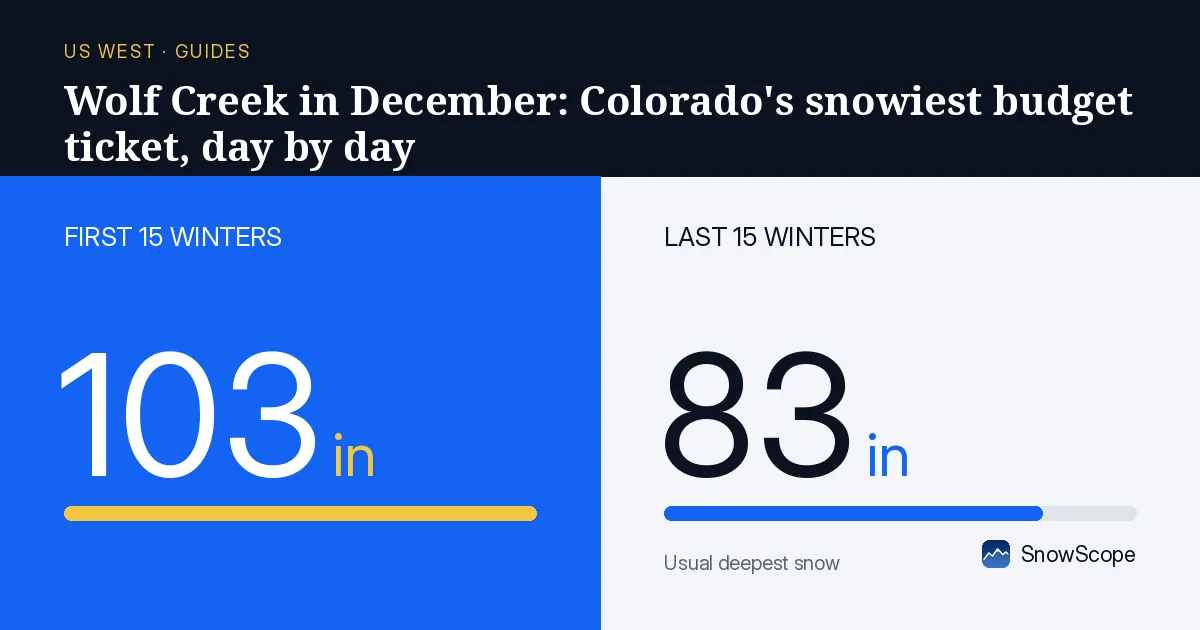 US WEST · GUIDES
Wolf Creek in December: Colorado's snowiest budget
ticket, day by day
FIRST 15 WINTERS
103 in
LAST 15 WINTERS
83 in
Usual deepest snow
SnowScope